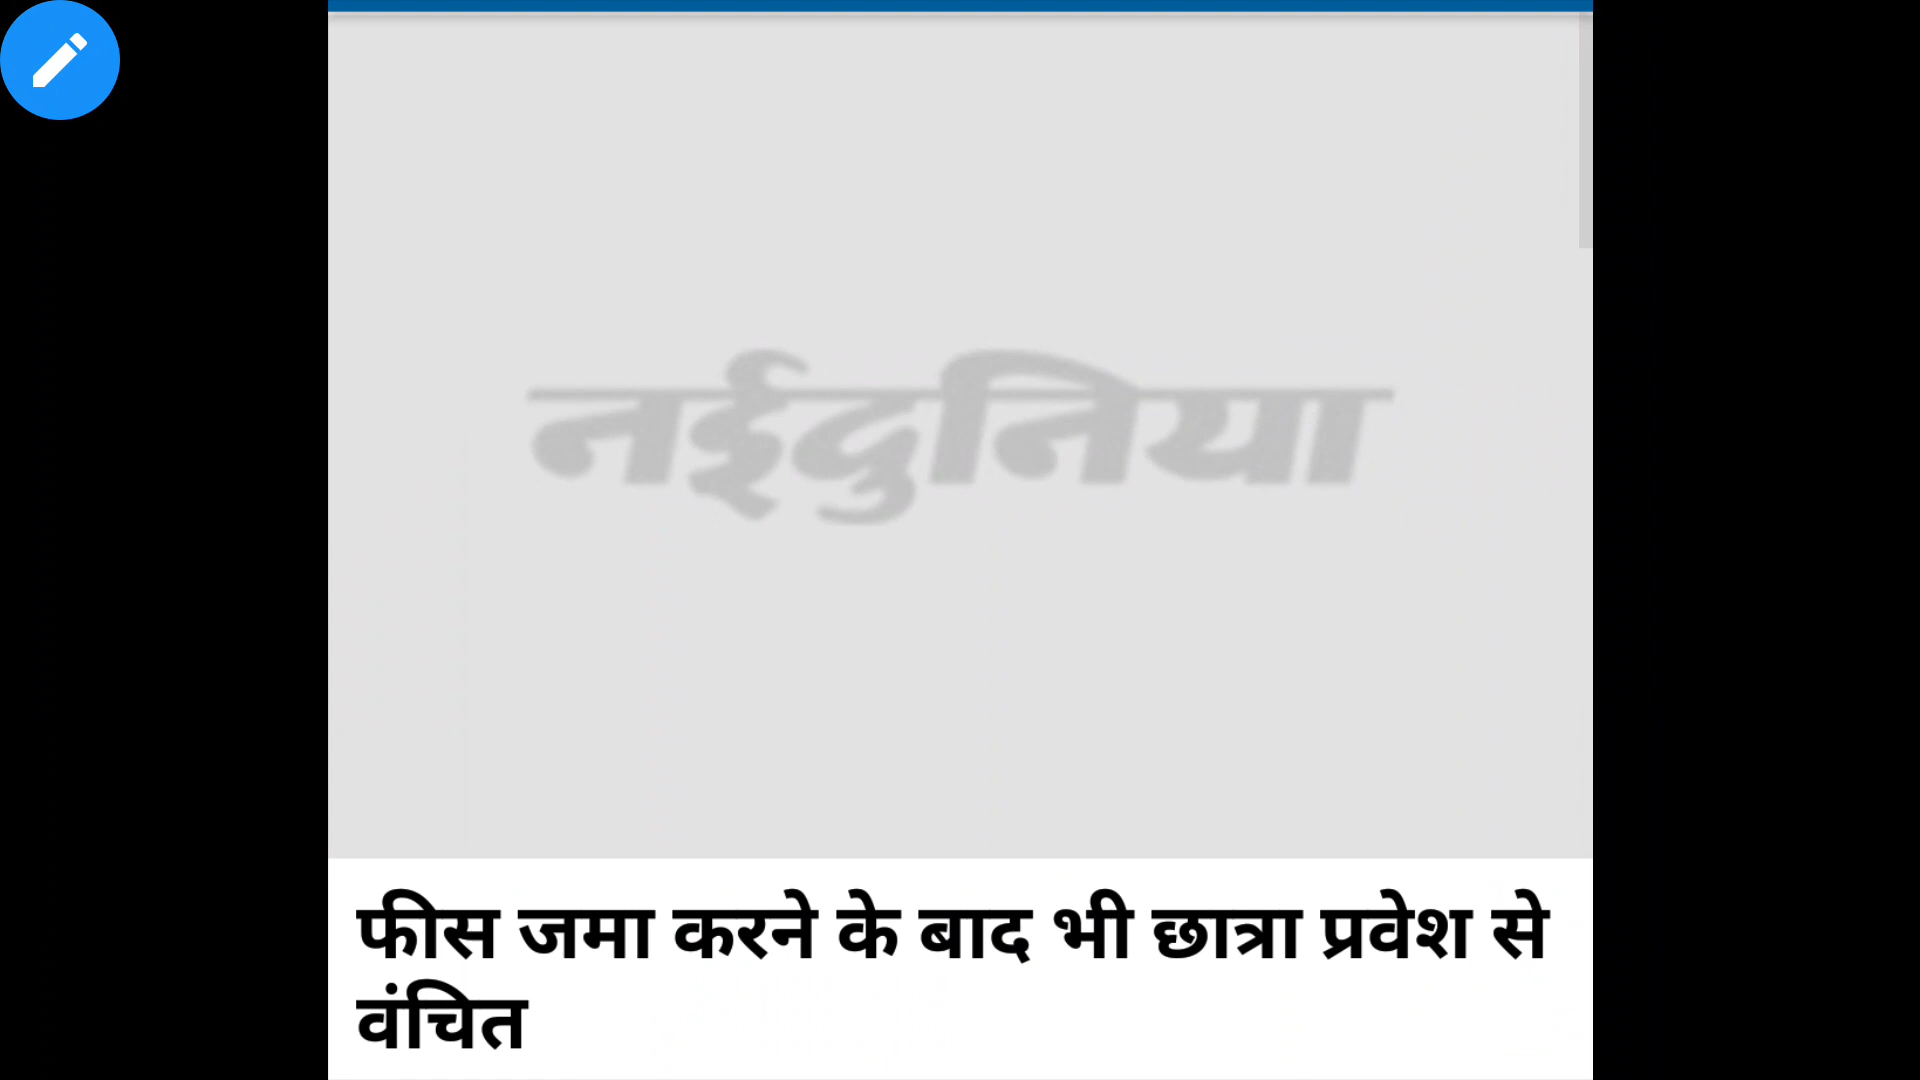 नईदुनिया
फीस जमा करने के बाद भी छात्रा प्रवेश से
वंचित